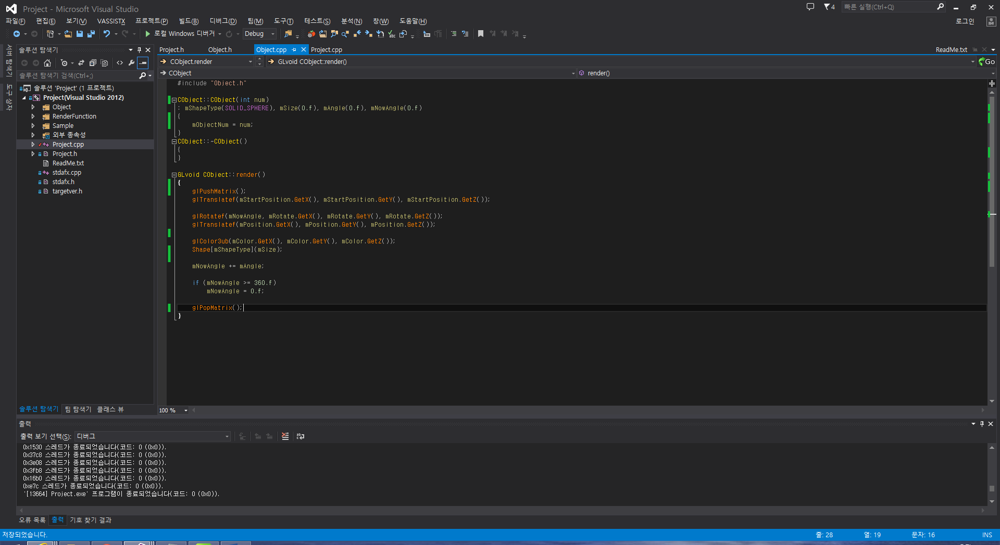 Project - Microsoft Visual Studio
4
빠른 실행(Ctrl+Q)
파일(F) 편집(E) 보기(V) VASSISTX 프로젝트(P) 빌드(B) 디버그(D) 팀(M) 도구(T) 테스트(S) 분석(N) 창(W) 도움말(H)
로그인
로컬 Windows 디버거
Debug
서버 탐색기
도구 상자
솔루션 탐색기
솔루션 탐색기 검색(Ctrl+;)
솔루션 'Project' (1 프로젝트)
Project(Visual Studio 2012)
Object
RenderFunction
Sample
외부 종속성
Project.cpp
Project.h
ReadMe.txt
stdafx.cpp
stdafx.h
targetver.h
솔루션 탐색기 팀 탐색기 클래스 뷰
Project.h Object.h Object.cpp Project.cpp
ReadMe.txt
CObject.render
GLvoid CObject::render()
Go
CObject
render()
#include "Object.h"
CObject::CObject(int num)
: mShapeType(SOLID_SPHERE), mSize(0.f), mAngle(0.f), mNowAngle(0.f)
{
mObjectNum = num;
}
CObject::~CObject()
{
}
GLvoid CObject::render()
{
glPushMatrix();
glTranslatef(mStartPosition.GetX(), mStartPosition.GetY(), mStartPosition.GetZ());
glRotatef(mNowAngle, mRotate.GetX(), mRotate.GetY(), mRotate.GetZ());
glTranslatef(mPosition.GetX(), mPosition.GetY(), mPosition.GetZ());
glColor3ub(mColor.GetX(), mColor.GetY(), mColor.GetZ());
Shape[mShapeType](mSize);
mNowAngle += mAngle;
if (mNowAngle >= 360.f)
mNowAngle = 0.f;
glPopMatrix();
}
100 %
출력
출력 보기 선택(S): 디버그
0x1530 스레드가 종료되었습니다(코드: 0 (0x0)).
0x37c8 스레드가 종료되었습니다(코드: 0 (0x0)).
0x3e08 스레드가 종료되었습니다(코드: 0 (0x0)).
0x3fb8 스레드가 종료되었습니다(코드: 0 (0x0)).
0x16b0 스레드가 종료되었습니다(코드: 0 (0x0)).
0xe7c 스레드가 종료되었습니다(코드: 0 (0x0)).
'[13664] Project.exe' 프로그램이 종료되었습니다(코드: 0 (0x0)).
오류 목록 출력 기호 찾기 결과
저장되었습니다.
줄: 28 열: 19 문자: 16 INS